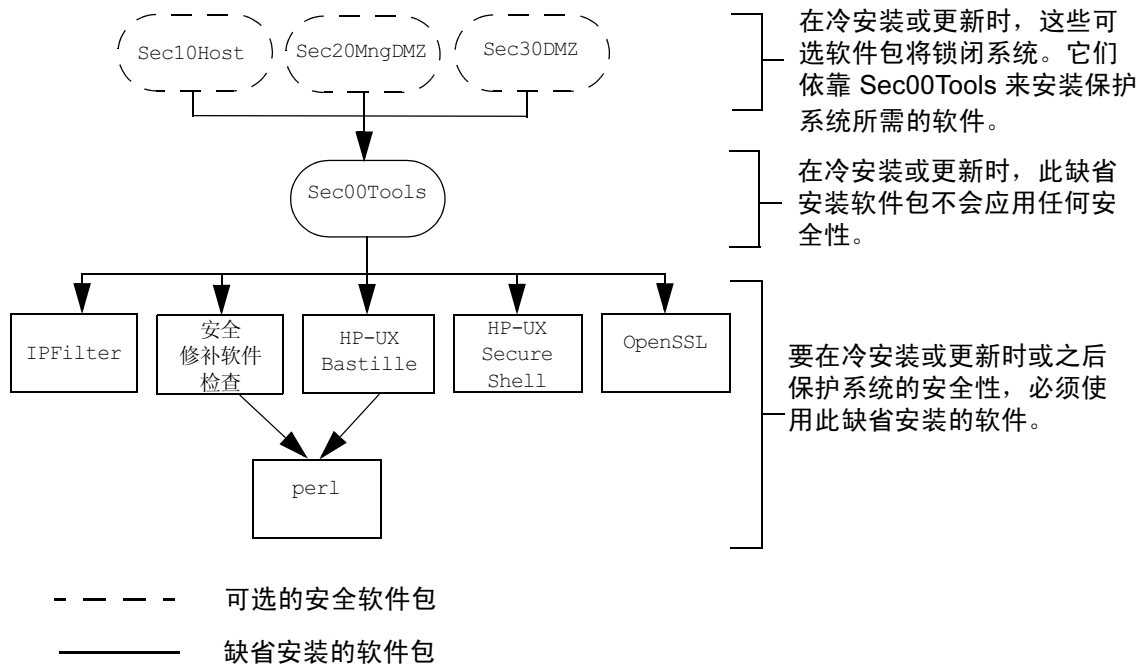 Sec10Host
Sec20MngDMZ
Sec30DMZ
在冷安装或更新时，这些可
选软件包将锁闭系统。它们
依靠 Sec00Tools 来安装保护
系统所需的软件。
Sec00Tools
在冷安装或更新时，此缺省
安装软件包不会应用任何安
全性。
IPFilter
安全
修补软件
检查
HP-UX
Bastille
HP-UX
Secure
Shell
OpenSSL
要在冷安装或更新时或之后
保护系统的安全性，必须使
用此缺省安装的软件。
perl
可选的安全软件包
缺省安装的软件包